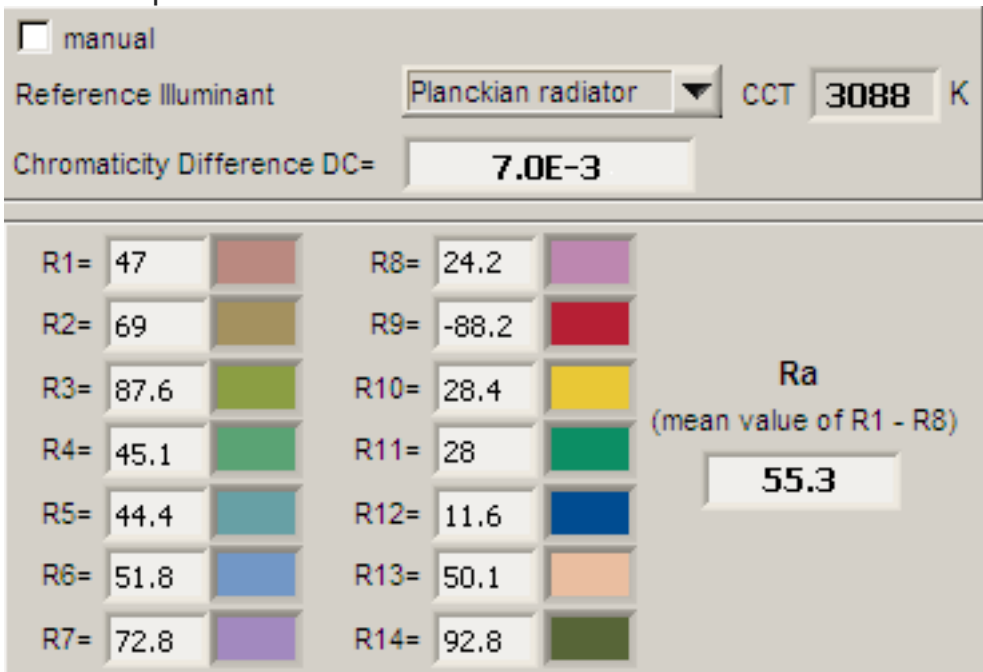 manual
Reference Illuminant Planckian radiator CCT 3088 K
Chromaticity Difference DC= 7.0E-3
R1= 47 R8= 24.2
R2= 69 R9= -88.2
R3= 87.6 R10= 28.4
R4= 45.1 R11= 28
R5= 44.4 R12= 11.6
R6= 51.8 R13= 50.1
R7= 72.8 R14= 92.8
Ra
(mean value of R1 - R8)
55.3